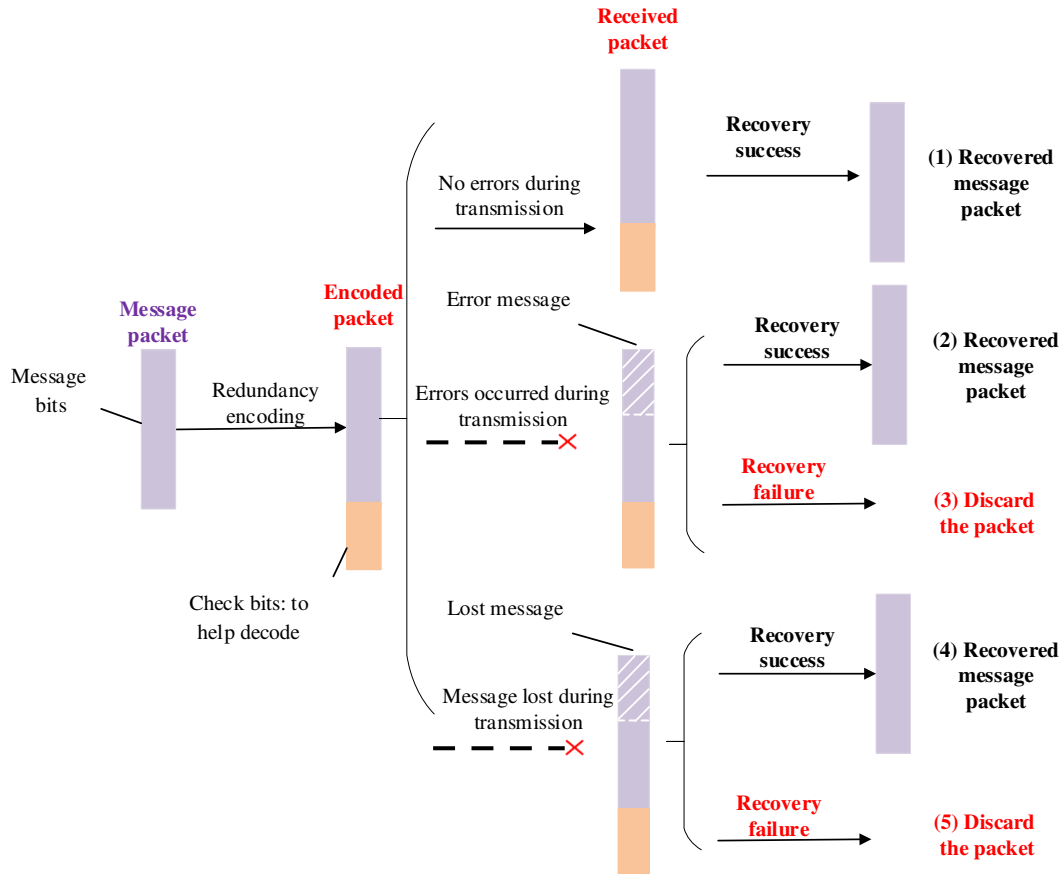 Received
packet
Recovery
success
(1) Recovered
message
packet
No errors during
transmission
Message
packet
Encoded
packet
Message
bits
Redundancy
encoding
Check bits: to
help decode
Error message
Errors occurred during
transmission
Recovery
success
(2) Recovered
message
packet
Recovery
failure
(3) Discard
the packet
Lost message
Message lost during
transmission
Recovery
success
(4) Recovered
message
packet
Recovery
failure
(5) Discard
the packet